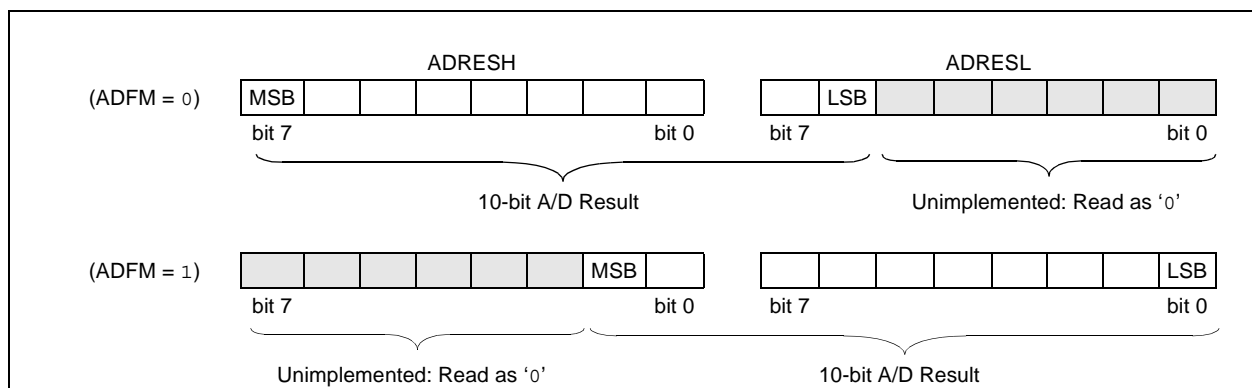 ADRESH ADRESL
(ADFM = 0) MSB LSB
bit 7 bit 0 bit 7 bit 0
10-bit A/D Result Unimplemented: Read as ‘0’
(ADFM = 1) MSB LSB
bit 7 bit 0 bit 7 bit 0
Unimplemented: Read as ‘0’ 10-bit A/D Result